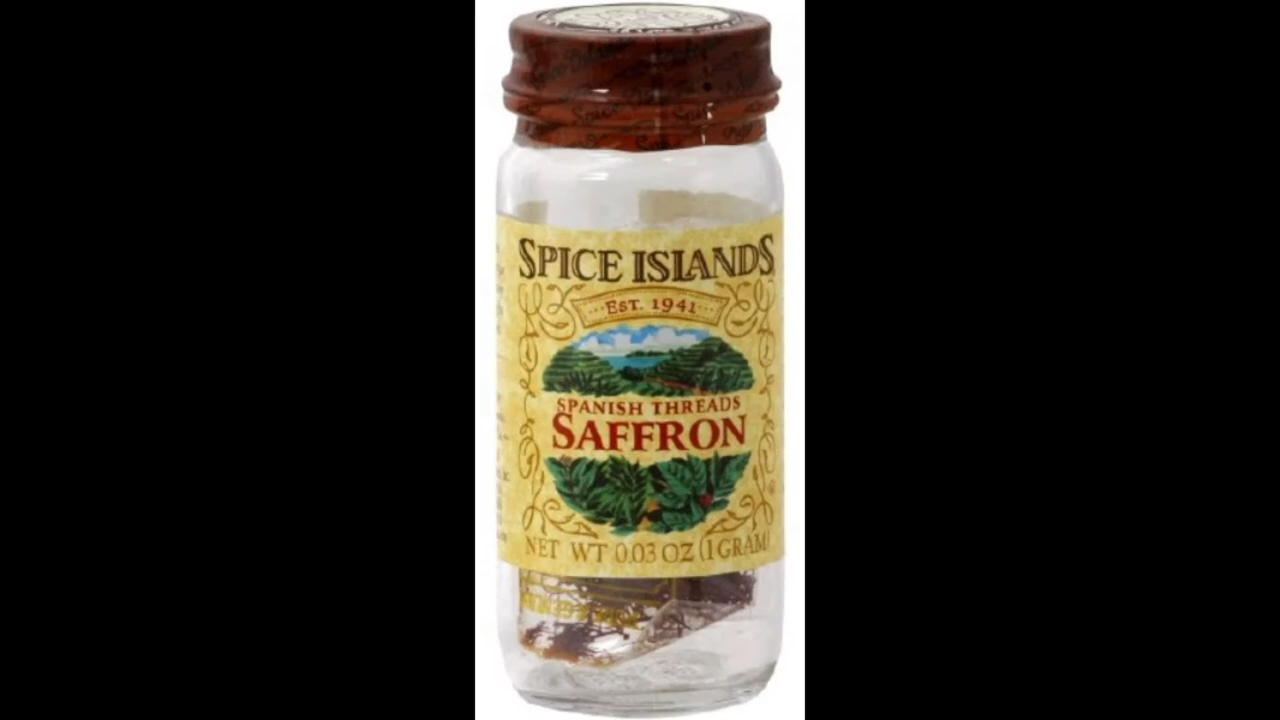 SPICE ISLANDS
EST. 1941
SPANISH THREADS
SAFFRON
NET WT 0.03 OZ (1 GRAM)